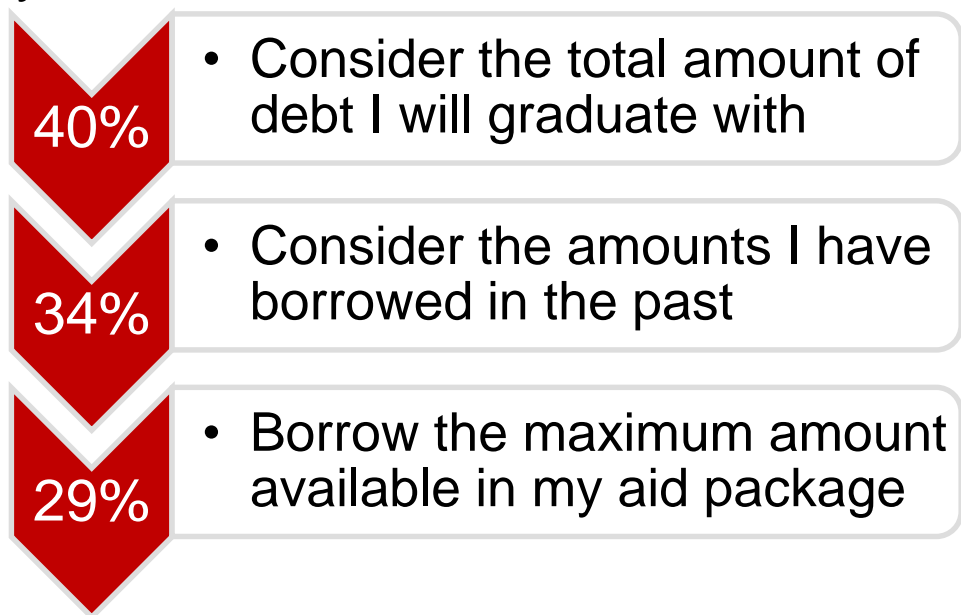 40%
• Consider the total amount of
debt I will graduate with
34%
• Consider the amounts I have
borrowed in the past
29%
• Borrow the maximum amount
available in my aid package